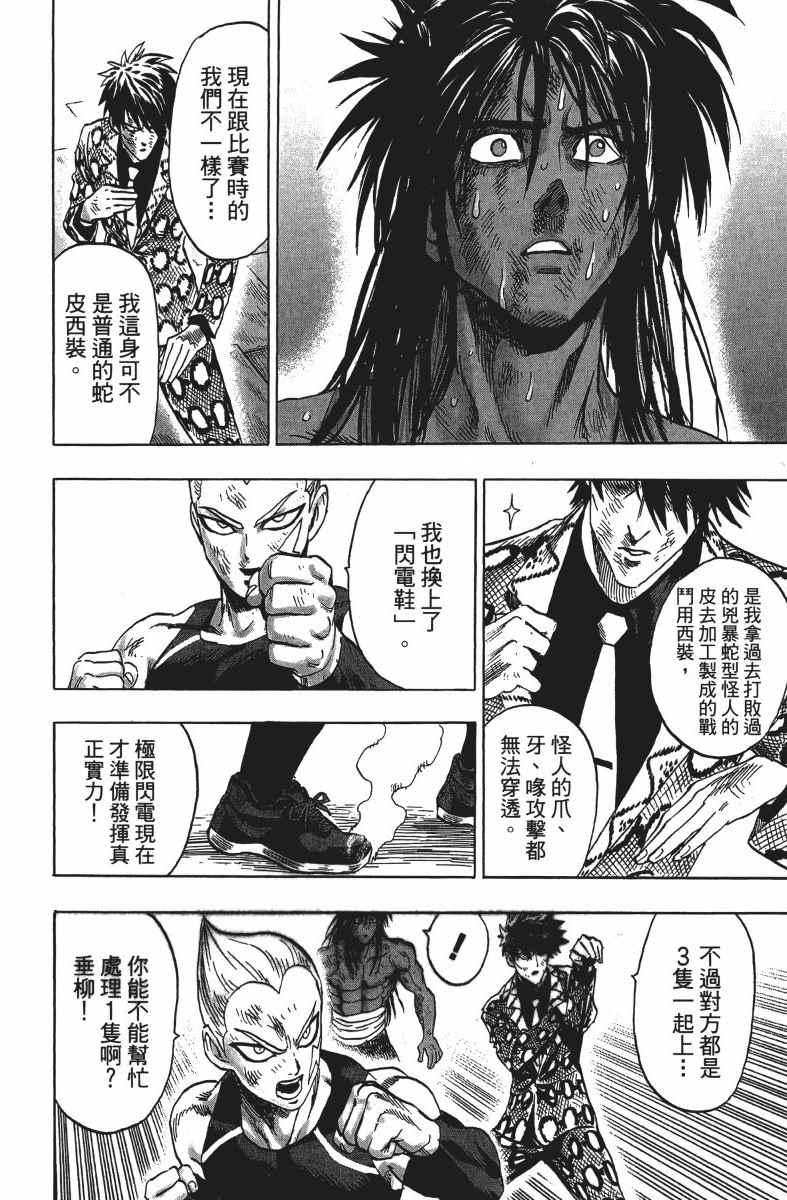 現在跟比賽時的
我們不一樣了…
我這身可不
是普通的蛇
皮西裝。
是我拿過去打敗過
的兇暴蛇型怪人的
皮去加工製成的戰
鬥用西裝，
怪人的爪、
牙、喙攻擊都
無法穿透。
我也換上了
「閃電鞋」。
極限閃電現在
才準備發揮真
正實力！
不過對方都是
3隻一起上…
！
你能不能幫忙
處理1隻啊？
垂柳！